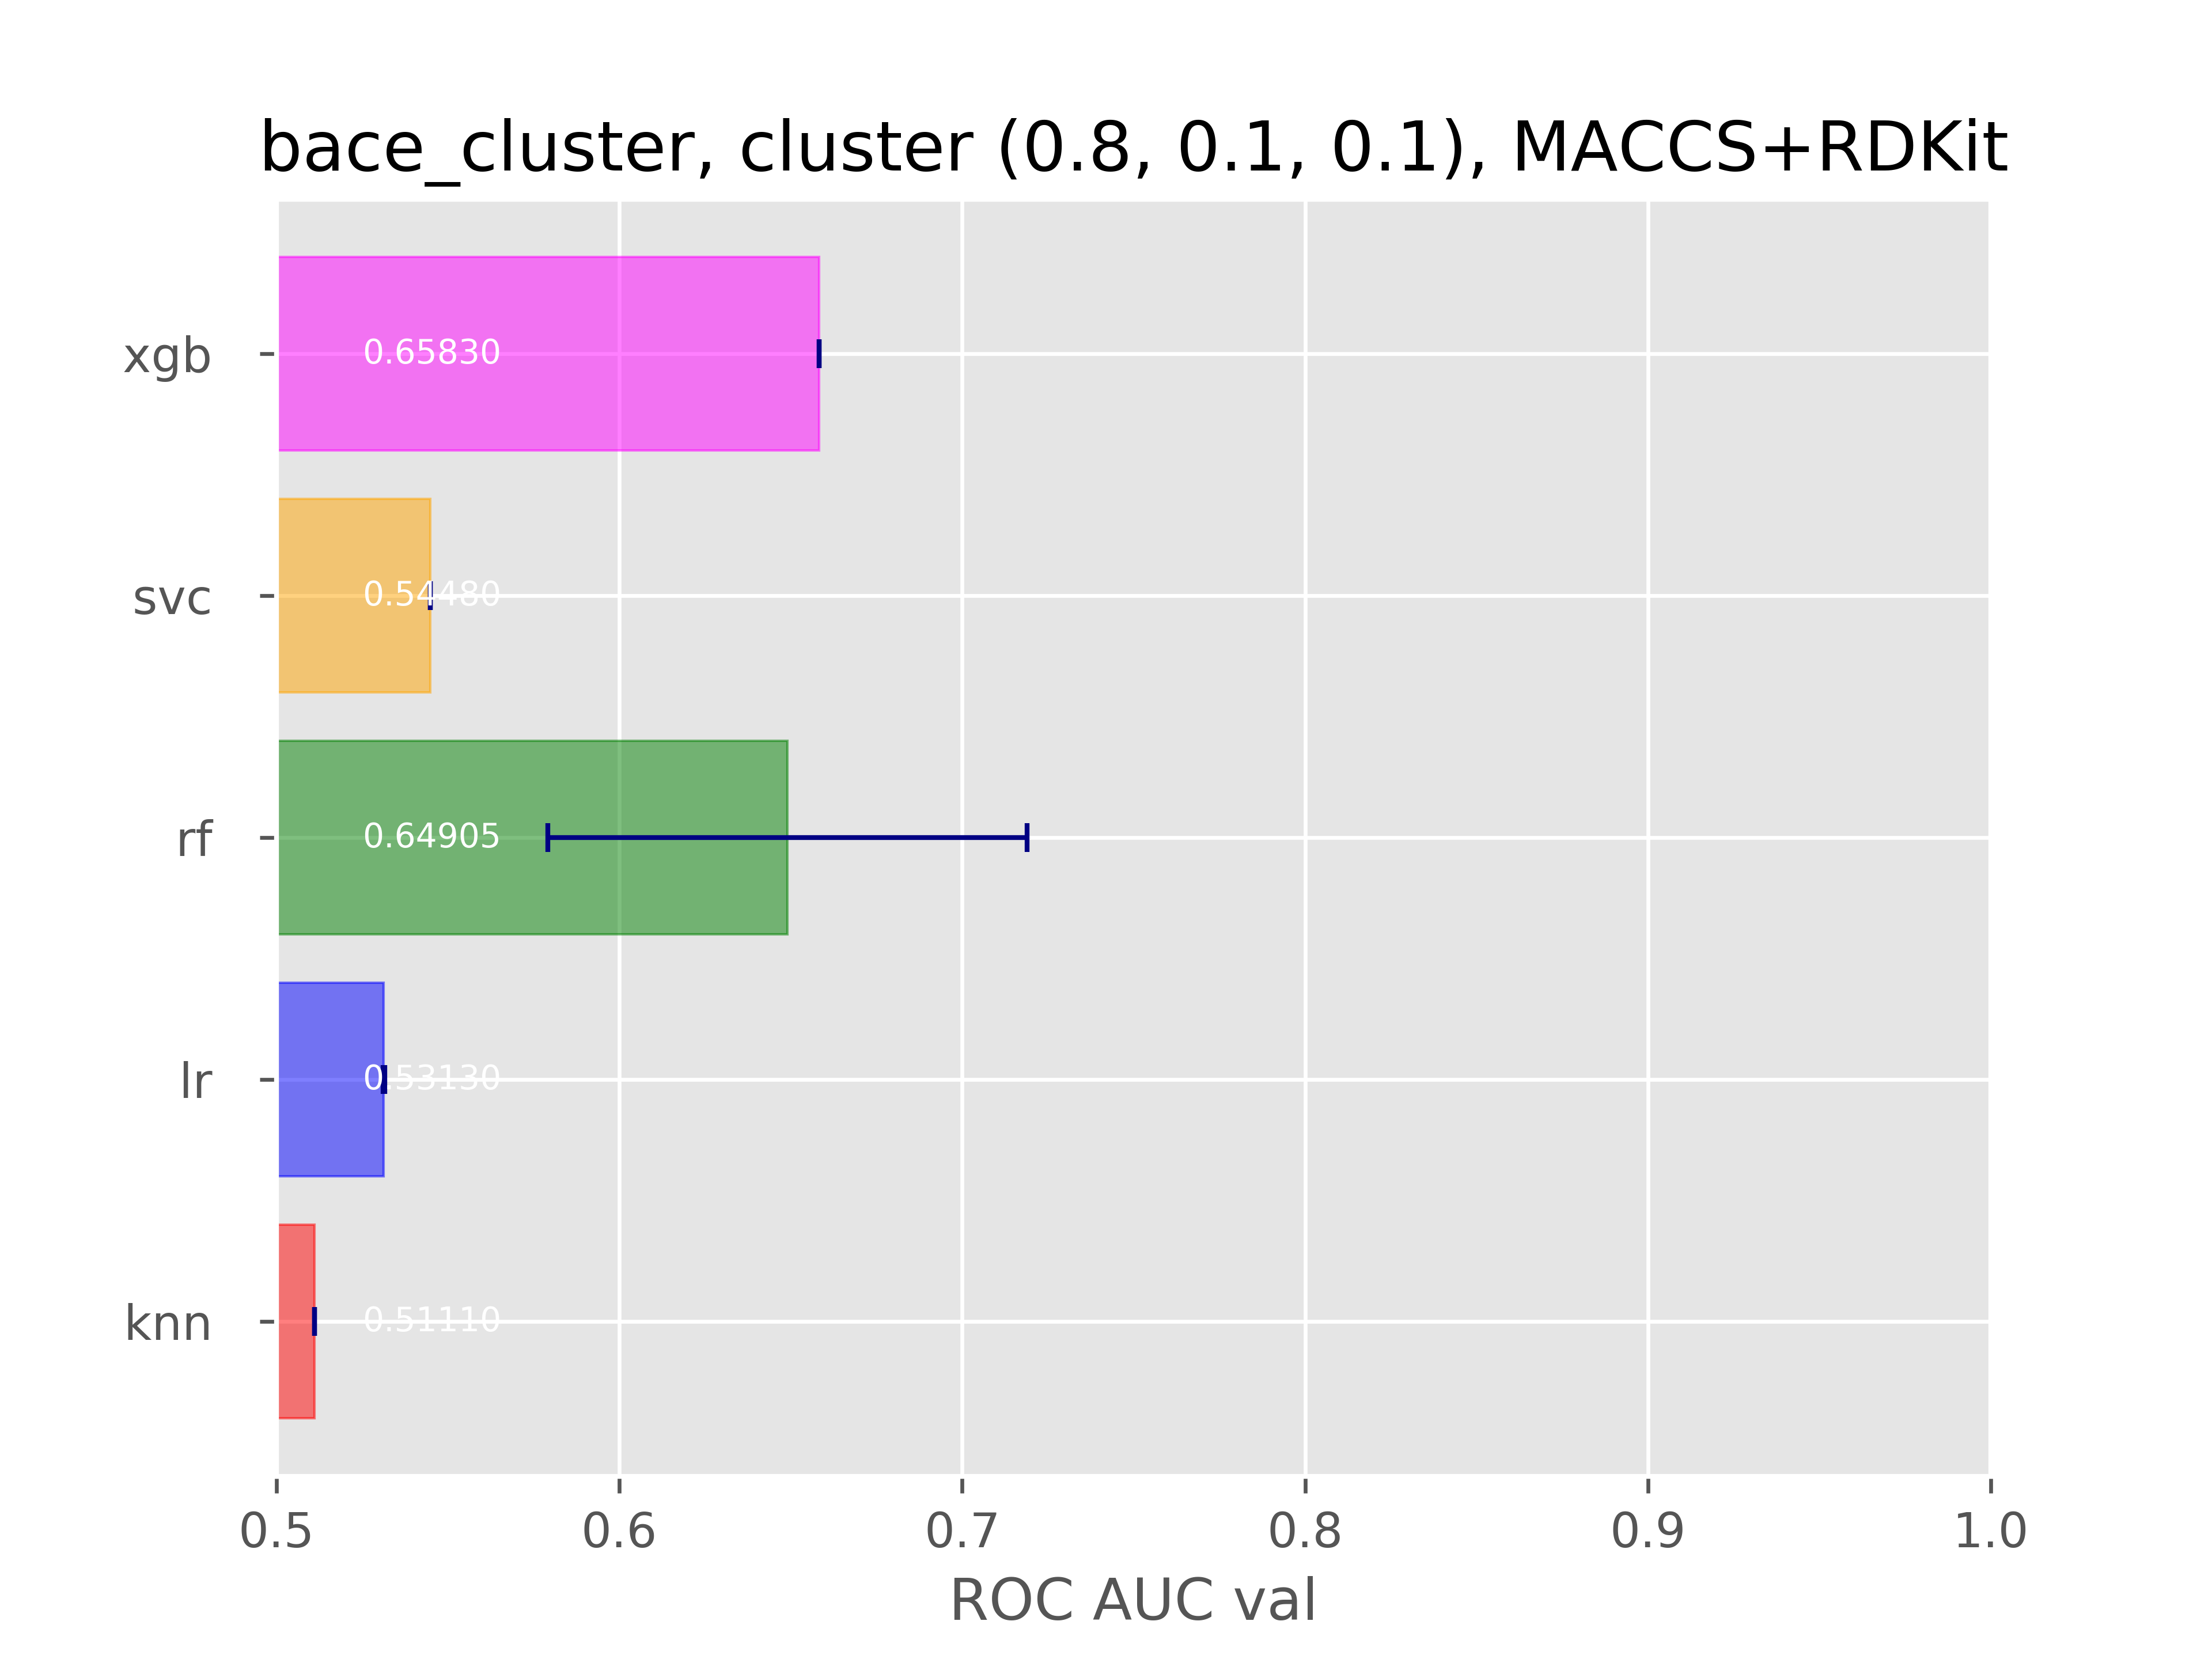 bace_cluster, cluster (0.8, 0.1, 0.1), MACCS+RDKit
xgb
0.65830
svc
0.54480
rf
0.64905
lr
0.53130
knn
0.51110
0.5 0.6 0.7 0.8 0.9 1.0
ROC AUC val